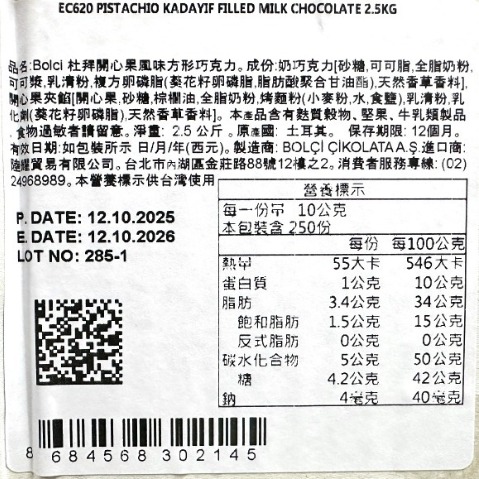 EC620 PISTACHIO KADAYIF FILLED MILK CHOCOLATE 2.5KG
品名:Bolci 杜拜開心果風味方形巧克力。成份:奶巧克力[砂糖,可可脂,全脂奶粉,
可可漿,乳清粉,複方卵磷脂(葵花籽卵磷脂,脂肪酸聚合甘油酯),天然香草香料],
開心果夾餡[開心果,砂糖,棕櫚油,全脂奶粉,烤麵粉(小麥粉,水,食鹽),乳清粉,乳
化劑(葵花籽卵磷脂),天然香草香料]。本產品含有麩質穀物、堅果、牛乳類製品
,食物過敏者請留意。淨重: 2.5 公斤。原產國: 土耳其。 保存期限: 12個月。
有效日期:如包裝所示 日/月/年(西元)。製造商: BOLÇİ ÇİKOLATA A.Ş.進口商:
貿易有限公司。台北市內湖區金莊路88號12樓之2。消費者服務專線: (02)
24968989。本營養標示供台灣使用
P. DATE: 12.10.2025
E. DATE: 12.10.2026
LOT NO: 285-1
營養標示
每一份量 10公克
本包裝含 250份
每份 每100公克
熱量 55大卡 546大卡
蛋白質 1公克 10公克
脂肪 3.4公克 34公克
飽和脂肪 1.5公克 15公克
反式脂肪 0公克 0公克
碳水化合物 5公克 50公克
糖 4.2公克 42公克
鈉 4毫克 40毫克
8 684568 302145